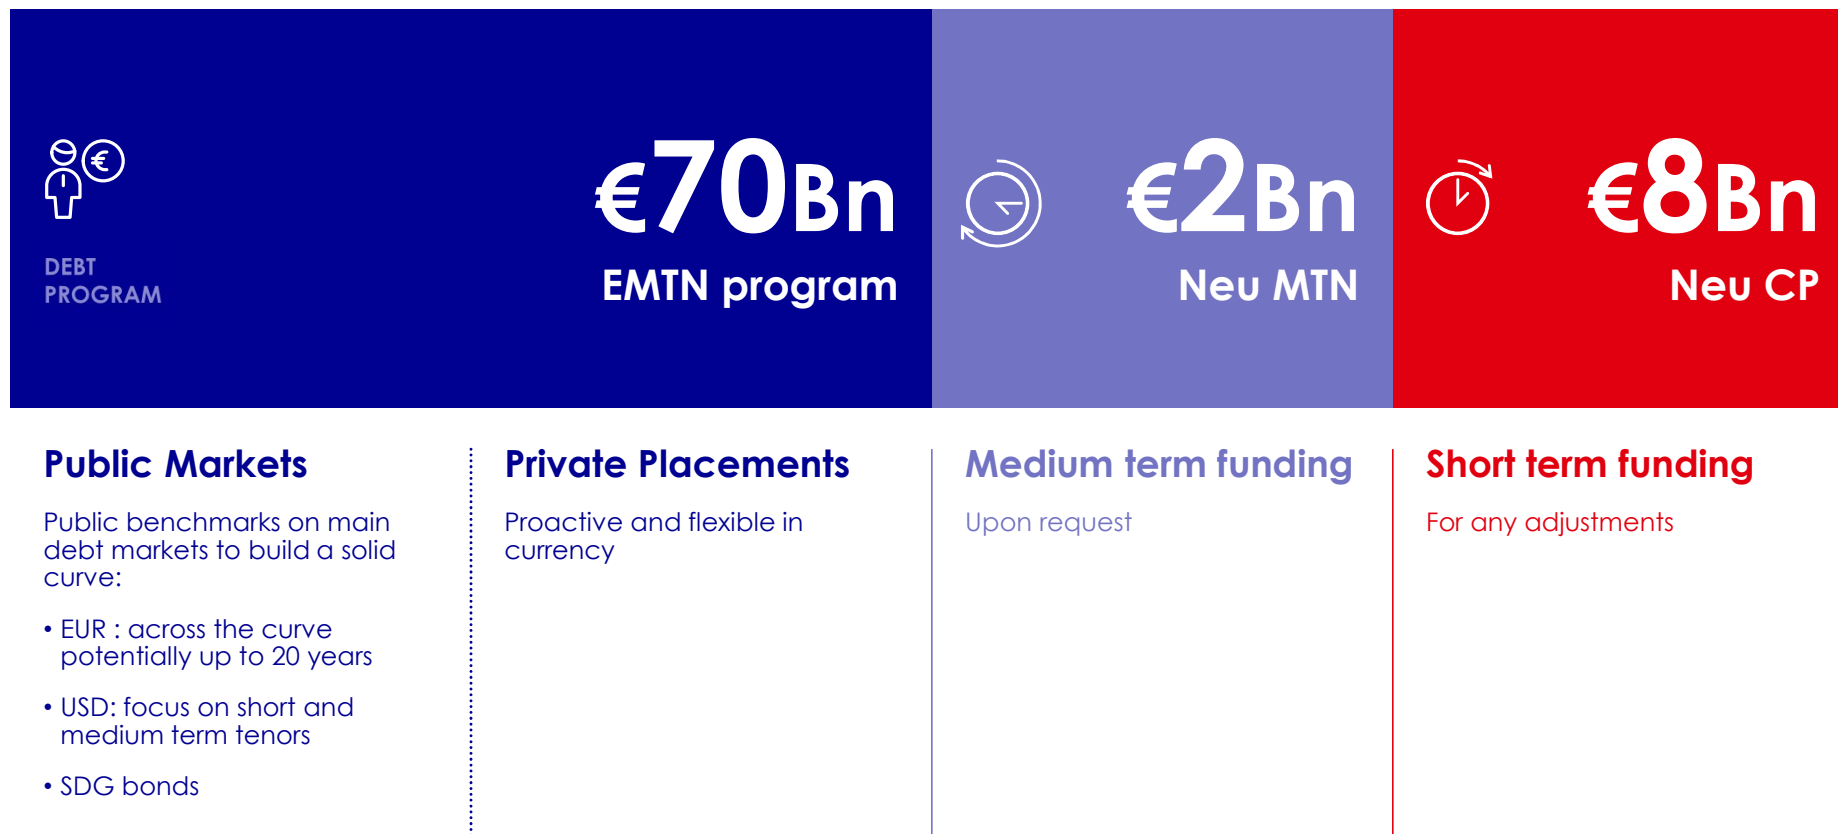 €
DEBT
PROGRAM
€70Bn
EMTN program
€2Bn
Neu MTN
€8Bn
Neu CP
Public Markets
Public benchmarks on main
debt markets to build a solid
curve:
• EUR : across the curve
potentially up to 20 years
• USD: focus on short and
medium term tenors
• SDG bonds
Private Placements
Proactive and flexible in
currency
Medium term funding
Upon request
Short term funding
For any adjustments